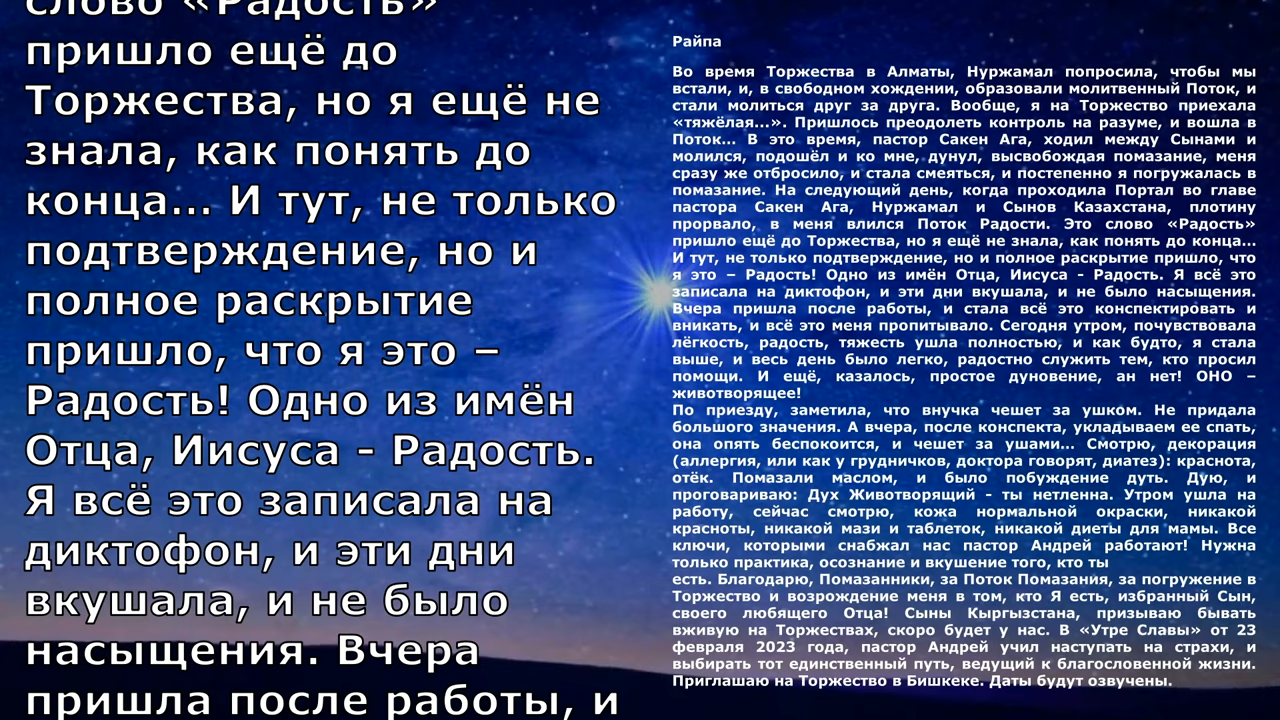 слово «Радость»
пришло ещё до
Торжества, но я ещё не
знала, как понять до
конца... И тут, не только
подтверждение, но и
полное раскрытие
пришло, что я это –
Радость! Одно из имён
Отца, Иисуса - Радость.
Я всё это записала на
диктофон, и эти дни
вкушала, и не было
насыщения. Вчера
пришла после работы, и
Райпа
Во время Торжества в Алматы, Нуржамал попросила, чтобы мы
встали, и, в свободном хождении, образовали молитвенный Поток, и
стали молиться друг за друга. Вообще, я на Торжество приехала
«тяжёлая...». Пришлось преодолеть контроль на разуме, и вошла в
Поток... В это время, пастор Сакен Ага, ходил между Сынами и
молился, подошёл и ко мне, дунул, высвобождая помазание, меня
сразу же отбросило, и стала смеяться, и постепенно я погружалась в
помазание. На следующий день, когда проходила Портал во главе
пастора Сакен Ага, Нуржамал и Сынов Казахстана, плотину
прорвало, в меня влился Поток Радости. Это слово «Радость»
пришло ещё до Торжества, но я ещё не знала, как понять до конца...
И тут, не только подтверждение, но и полное раскрытие пришло, что
я это – Радость! Одно из имён Отца, Иисуса - Радость. Я всё это
записала на диктофон, и эти дни вкушала, и не было насыщения.
Вчера пришла после работы, и стала всё это конспектировать и
вникать, и всё это меня пропитывало. Сегодня утром, почувствовала
лёгкость, радость, тяжесть ушла полностью, и как будто, я стала
выше, и весь день было легко, радостно служить тем, кто просил
помощи. И ещё, казалось, простое дуновение, ан нет! ОНО –
животворящее!
По приезду, заметила, что внучка чешет за ушком. Не придала
большого значения. А вчера, после конспекта, укладываем ее спать,
она опять беспокоится, и чешет за ушами... Смотрю, декорация
(аллергия, или как у грудничков, доктора говорят, диатез): краснота,
отёк. Помазали маслом, и было побуждение дуть. Дую, и
проговариваю: Дух Животворящий - ты нетленна. Утром ушла на
работу, сейчас смотрю, кожа нормальной окраски, никакой
красноты, никакой мази и таблеток, никакой диеты для мамы. Все
ключи, которыми снабжал нас пастор Андрей работают! Нужна
только практика, осознание и вкушение того, кто ты
есть. Благодарю, Помазанники, за Поток Помазания, за погружение в
Торжество и возрождение меня в том, кто Я есть, избранный Сын,
своего любящего Отца! Сыны Кыргызстана, призываю бывать
вживую на Торжествах, скоро будет у нас. В «Утре Славы» от 23
февраля 2023 года, пастор Андрей учил наступать на страхи, и
выбирать тот единственный путь, ведущий к благословенной жизни.
Приглашаю на Торжество в Бишкеке. Даты будут озвучены.